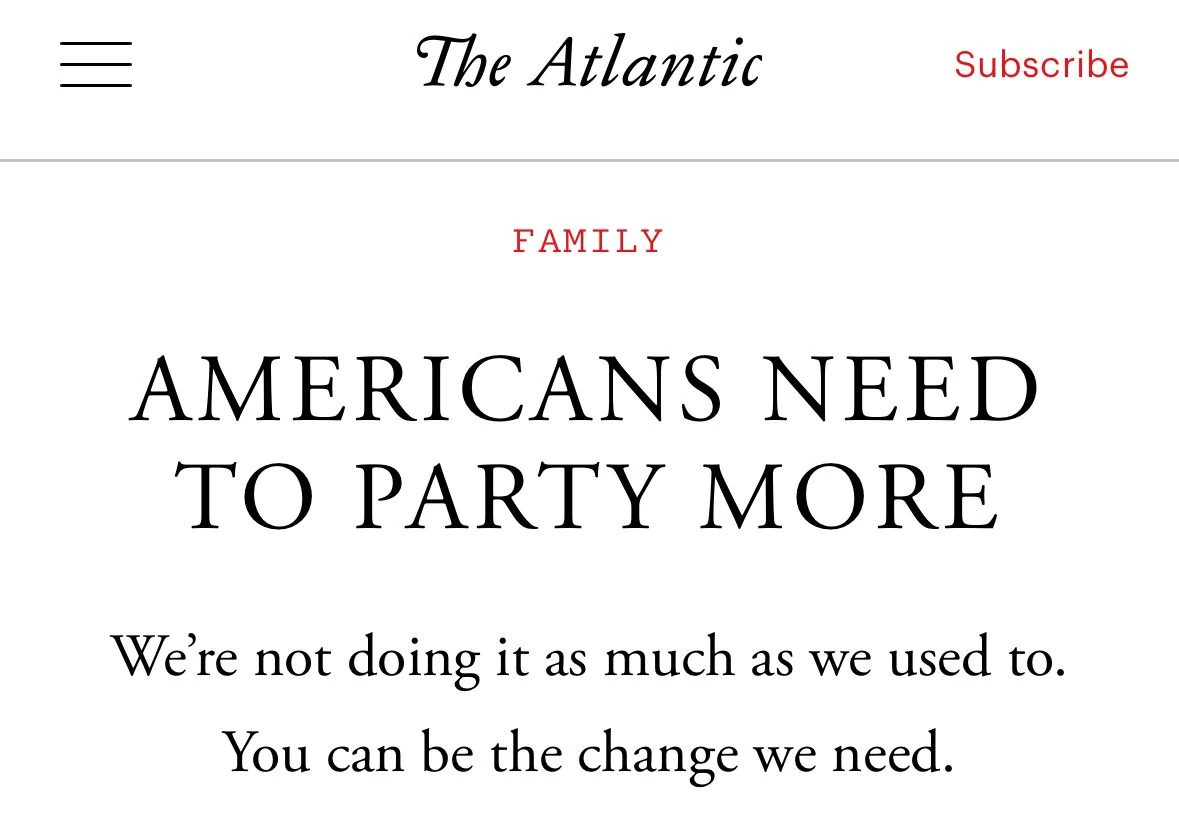 The Atlantic
Subscribe
FAMILY
AMERICANS NEED
TO PARTY MORE
We’re not doing it as much as we used to.
You can be the change we need.